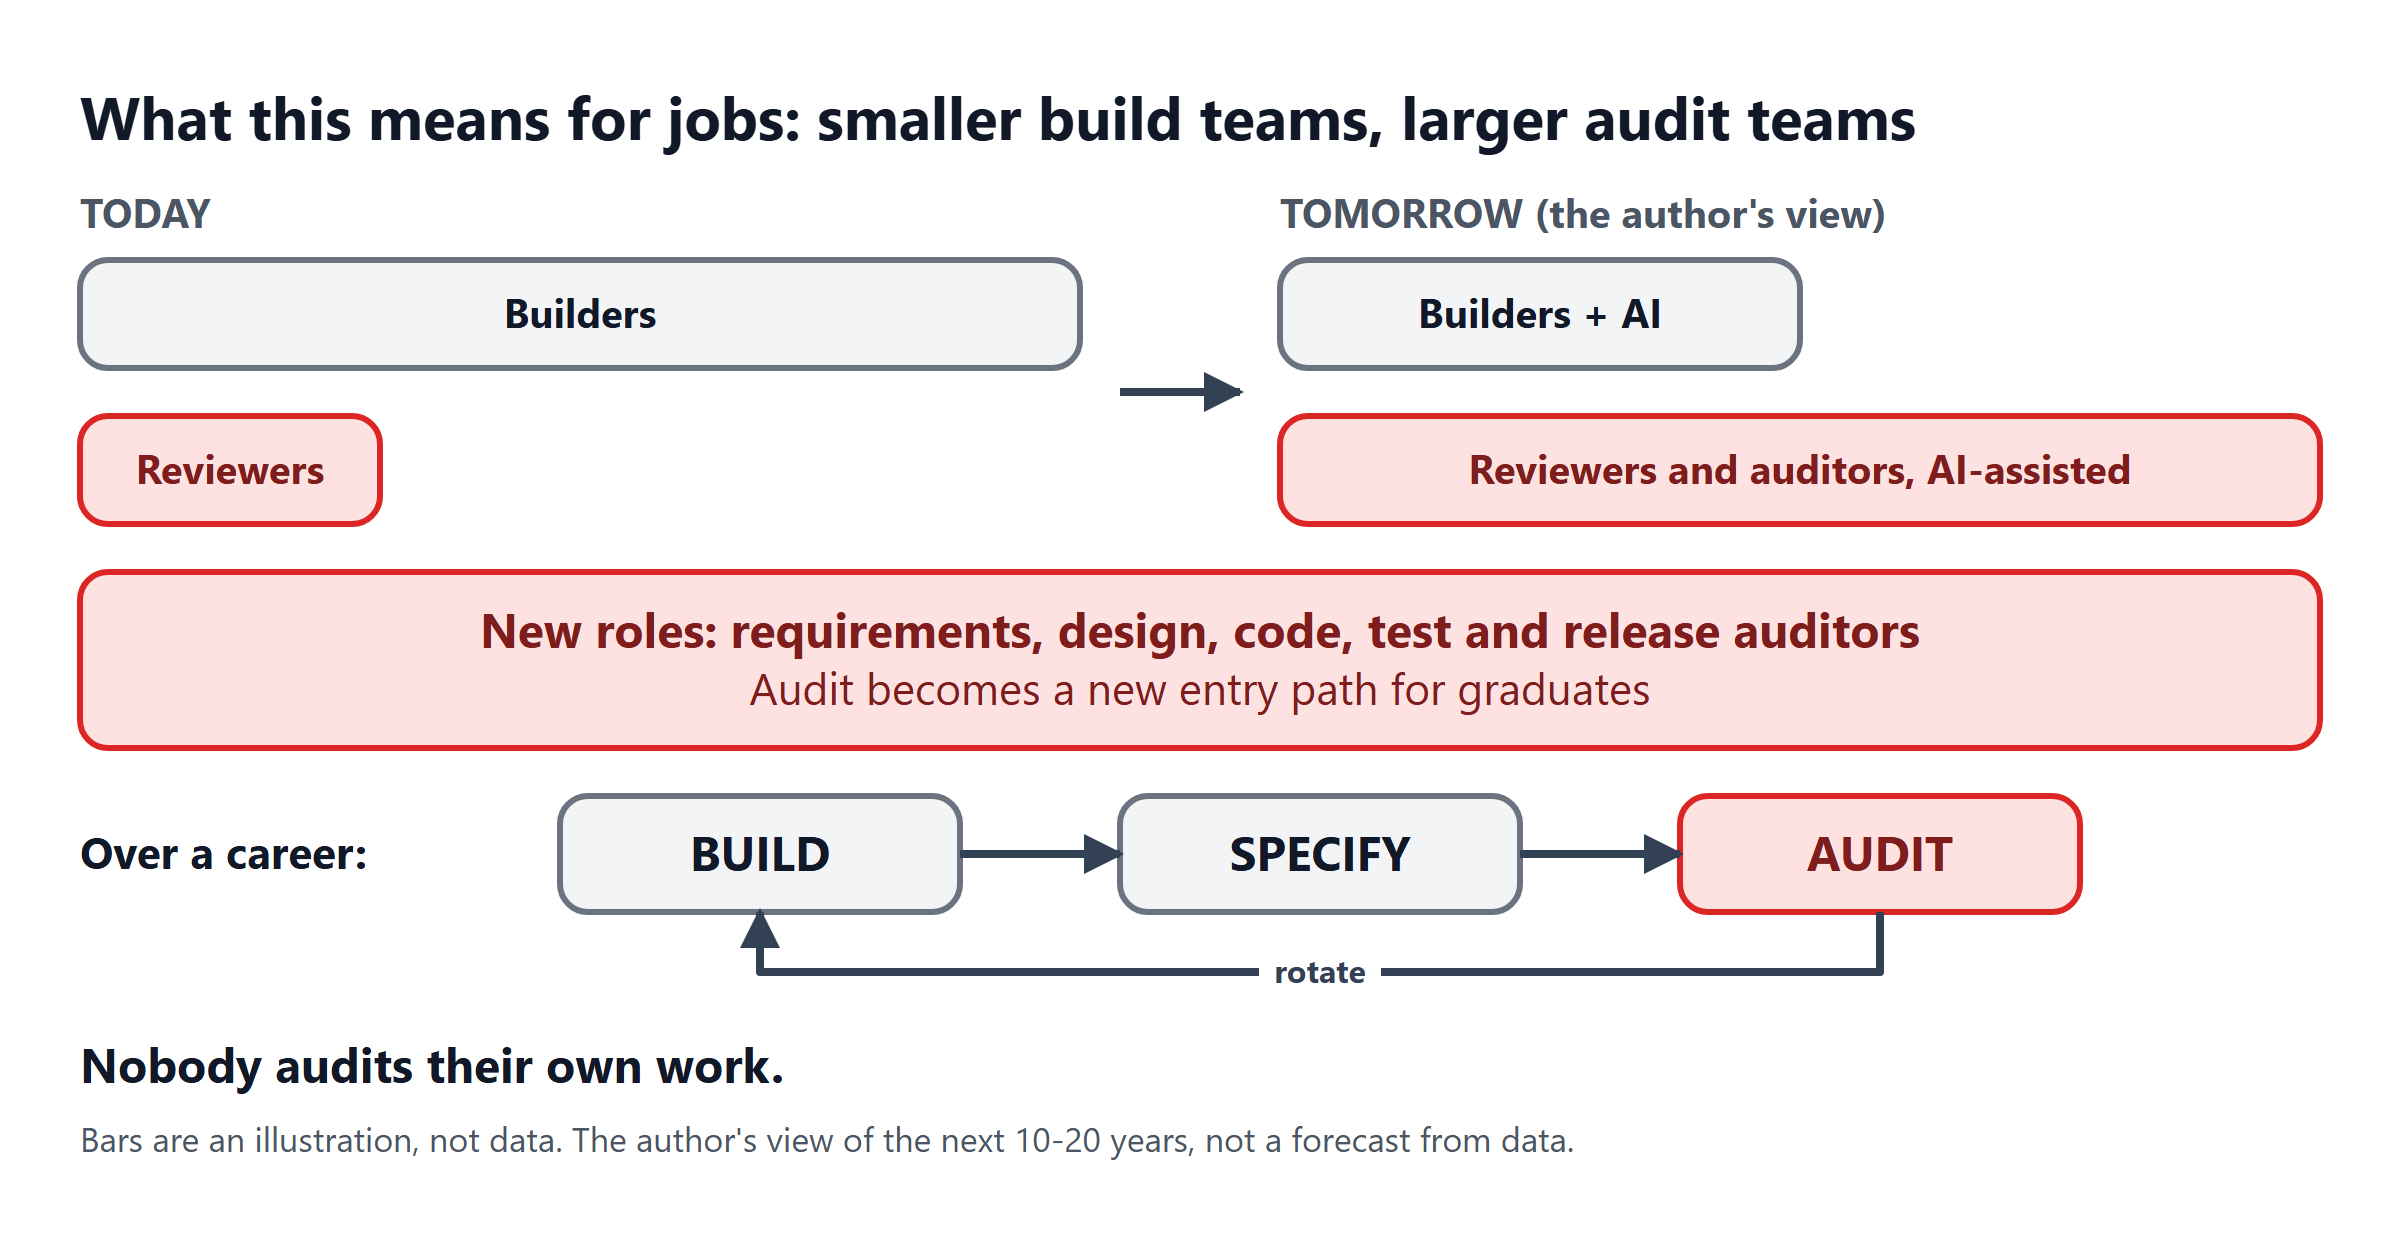 What this means for jobs: smaller build teams, larger audit teams
TODAY
TOMORROW (the author's view)
Builders
Builders + AI
Reviewers
Reviewers and auditors, AI-assisted
New roles: requirements, design, code, test and release auditors
Audit becomes a new entry path for graduates
Over a career:
BUILD
SPECIFY
AUDIT
rotate
Nobody audits their own work.
Bars are an illustration, not data. The author's view of the next 10-20 years, not a forecast from data.